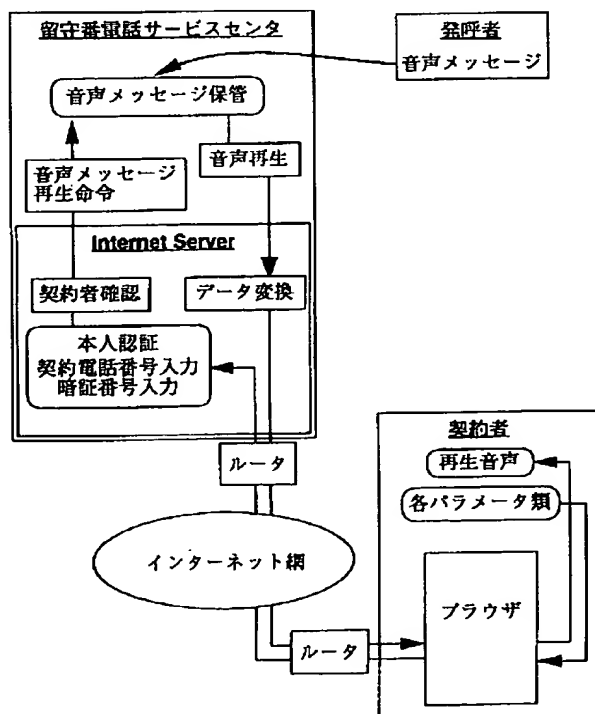 留守番電話サービスセンタ
発呼者
音声メッセージ
音声メッセージ保管
音声再生
音声メッセージ
再生命令
Internet Server
契約者確認
データ変換
本人認証
契約電話番号入力
暗証番号入力
ルータ
契約者
再生音声
各パラメータ類
インターネット網
ブラウザ
ルータ